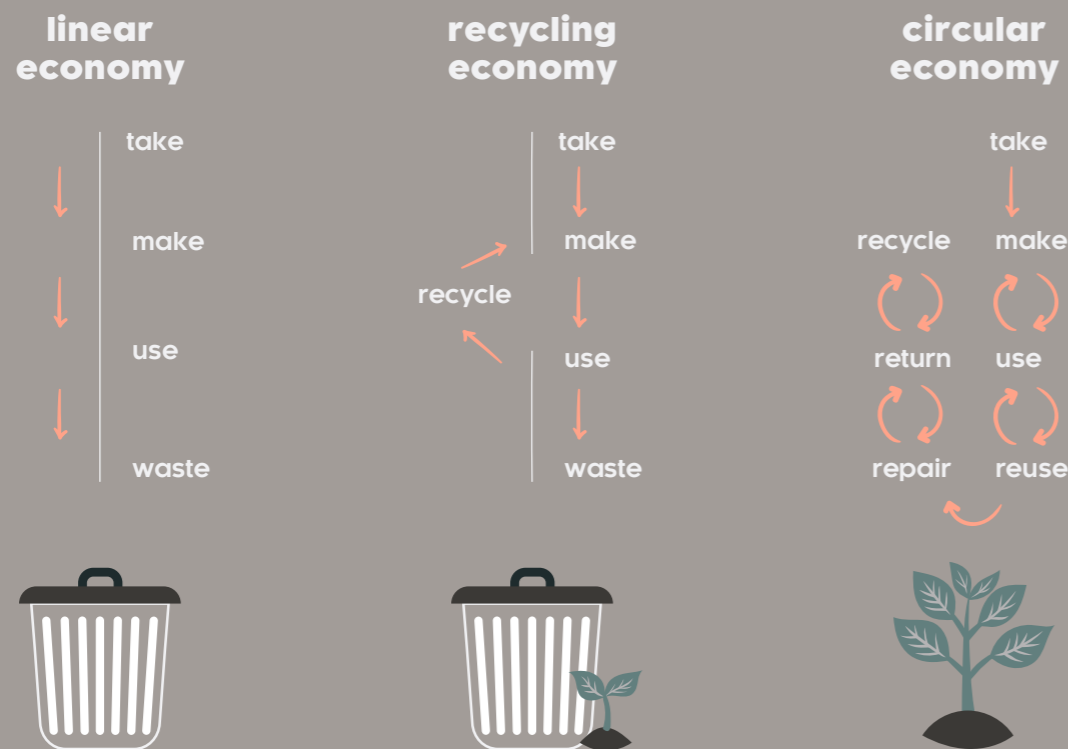 linear
economy
take
make
use
waste
recycling
economy
take
make
recycle
use
waste
circular
economy
take
recycle make
return use
repair reuse